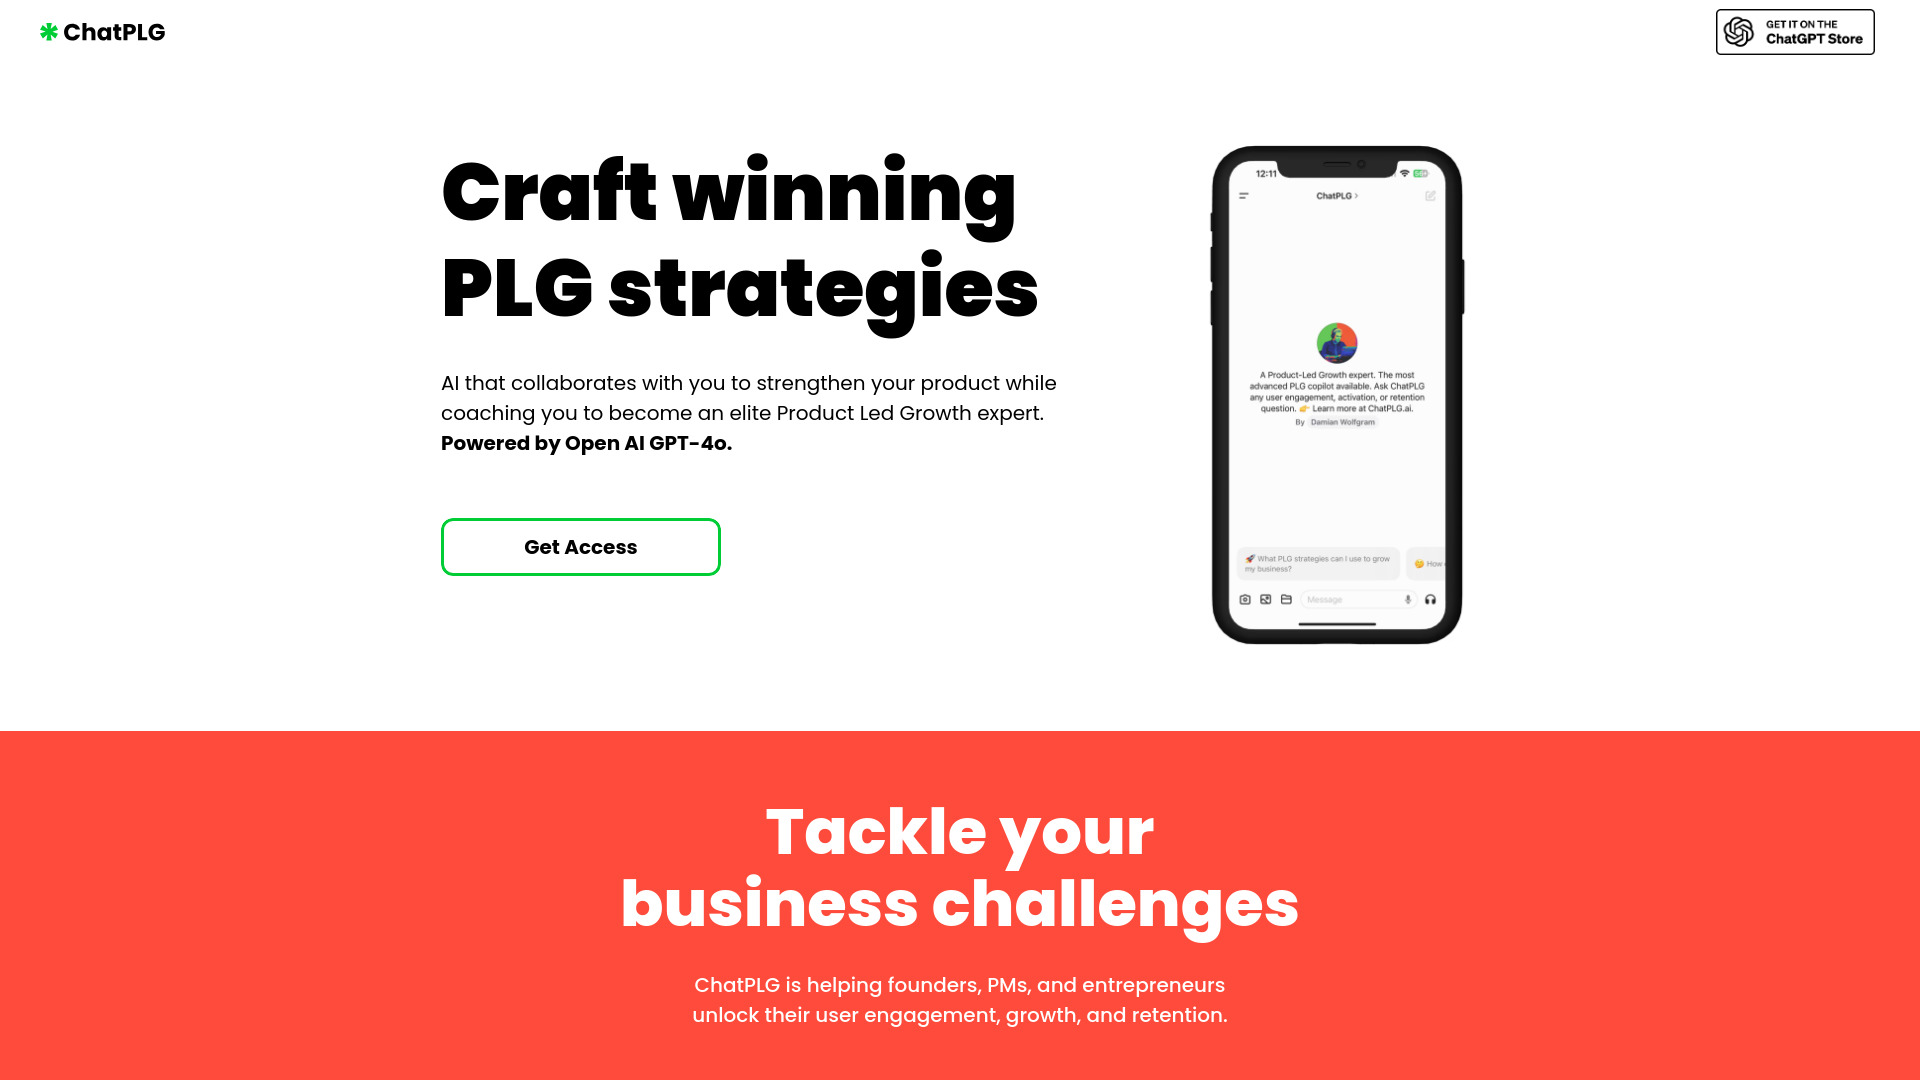 ChatPLG
GET IT ON THE
ChatGPT Store
Craft winning
PLG strategies
AI that collaborates with you to strengthen your product while
coaching you to become an elite Product Led Growth expert.
Powered by Open AI GPT-4o.
Get Access
12:11
ChatPLG >
A Product-Led Growth expert. The most
advanced PLG copilot available. Ask ChatPLG
any user engagement, activation, or retention
question. 👉 Learn more at ChatPLG.ai.
By Damian Wolfgram
🚀 What PLG strategies can I use to grow
my business?
🤔 How
Message
Tackle your
business challenges
ChatPLG is helping founders, PMs, and entrepreneurs
unlock their user engagement, growth, and retention.